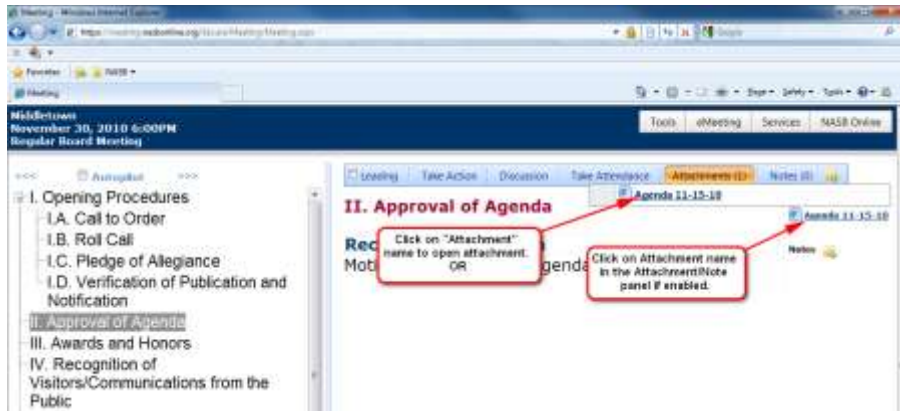 Meeting - Windows Internet Explorer
Favorites
NASB
Meeting
Safety
Tools
Middletown
November 30, 2010 6:00PM
Regular Board Meeting
Tools eMeeting Services NASB Online
<<< Autopilot >>>
Leading Take Action Discussion Take Attendance Attachments (1) Notes (0)
I. Opening Procedures
I.A. Call to Order
I.B. Roll Call
I.C. Pledge of Allegiance
I.D. Verification of Publication and
Notification
II. Approval of Agenda
III. Awards and Honors
IV. Recognition of
Visitors/Communications from the
Public
Agenda 11-15-10
II. Approval of Agenda
Agenda 11-15-10
Rec
Moti
genda
Notes
Click on "Attachment"
name to open attachment.
OR
Click on Attachment name
in the Attachment/Note
panel if enabled.